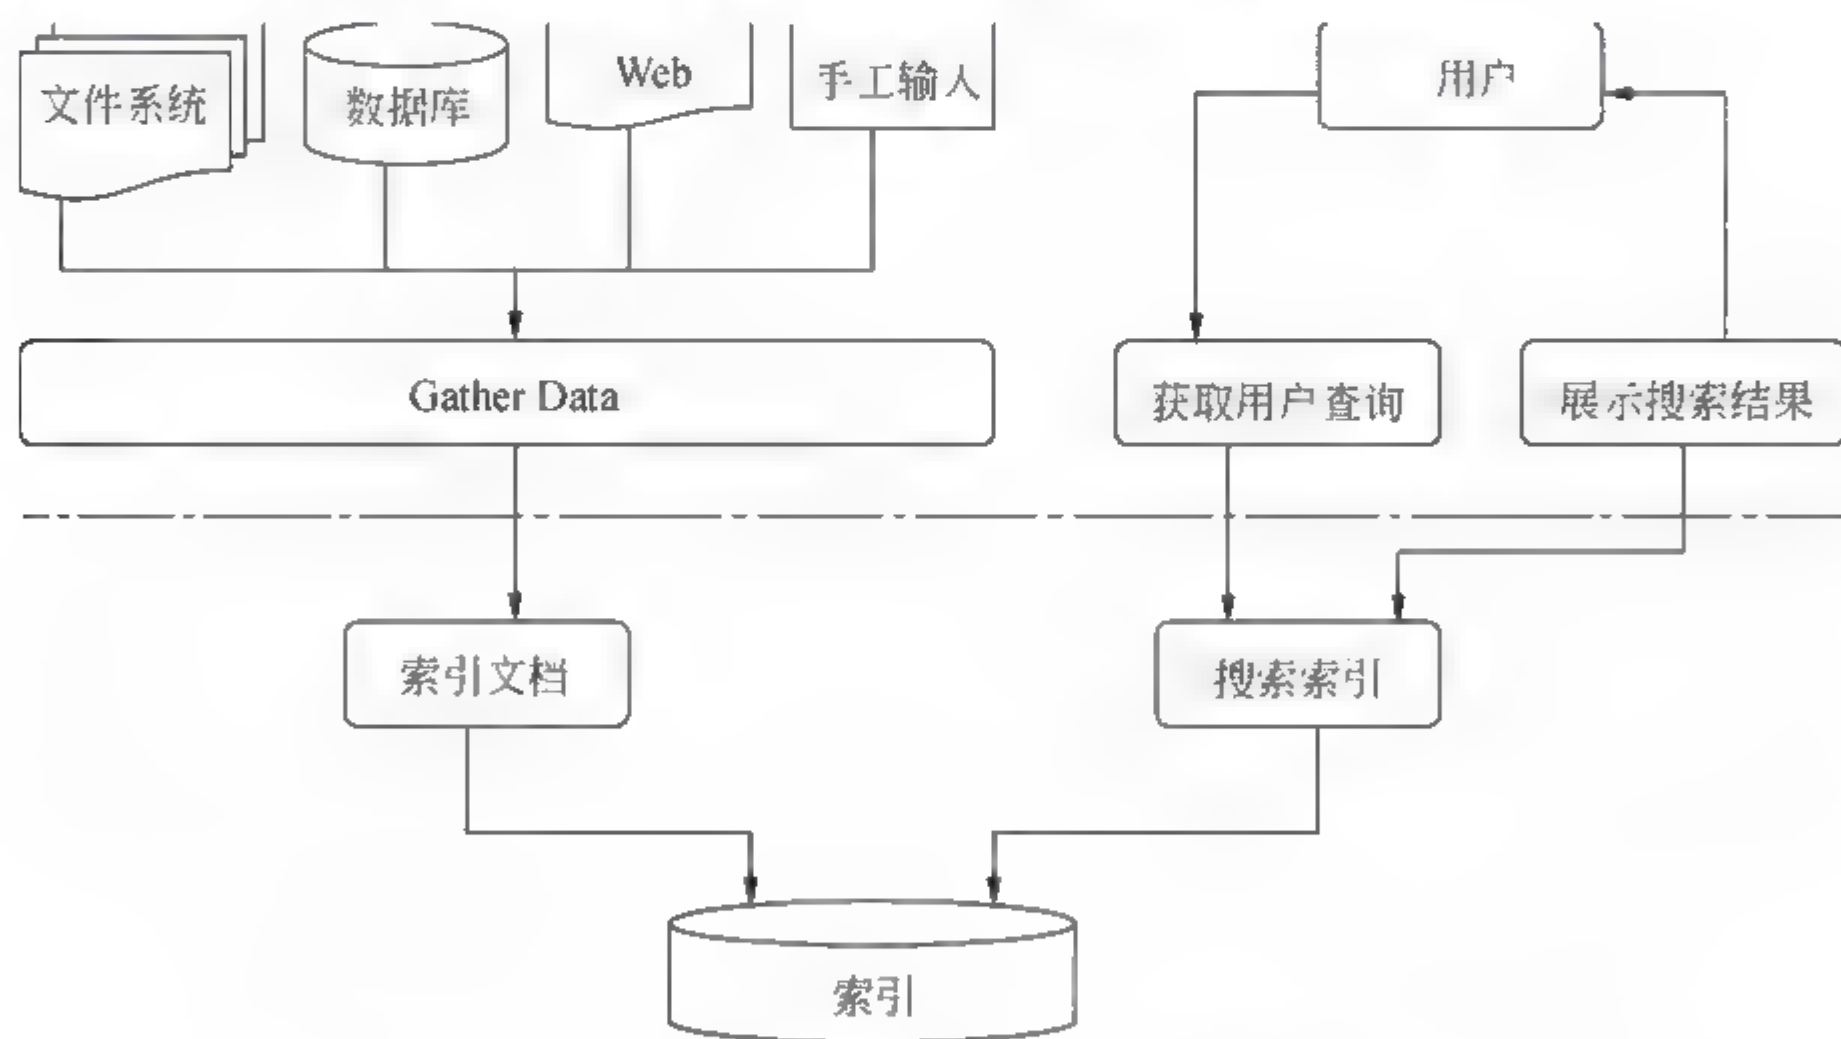 文件系统
数据库
Web
手工输入
用户
Gather Data
获取用户查询
展示搜索结果
索引文档
搜索索引
索引